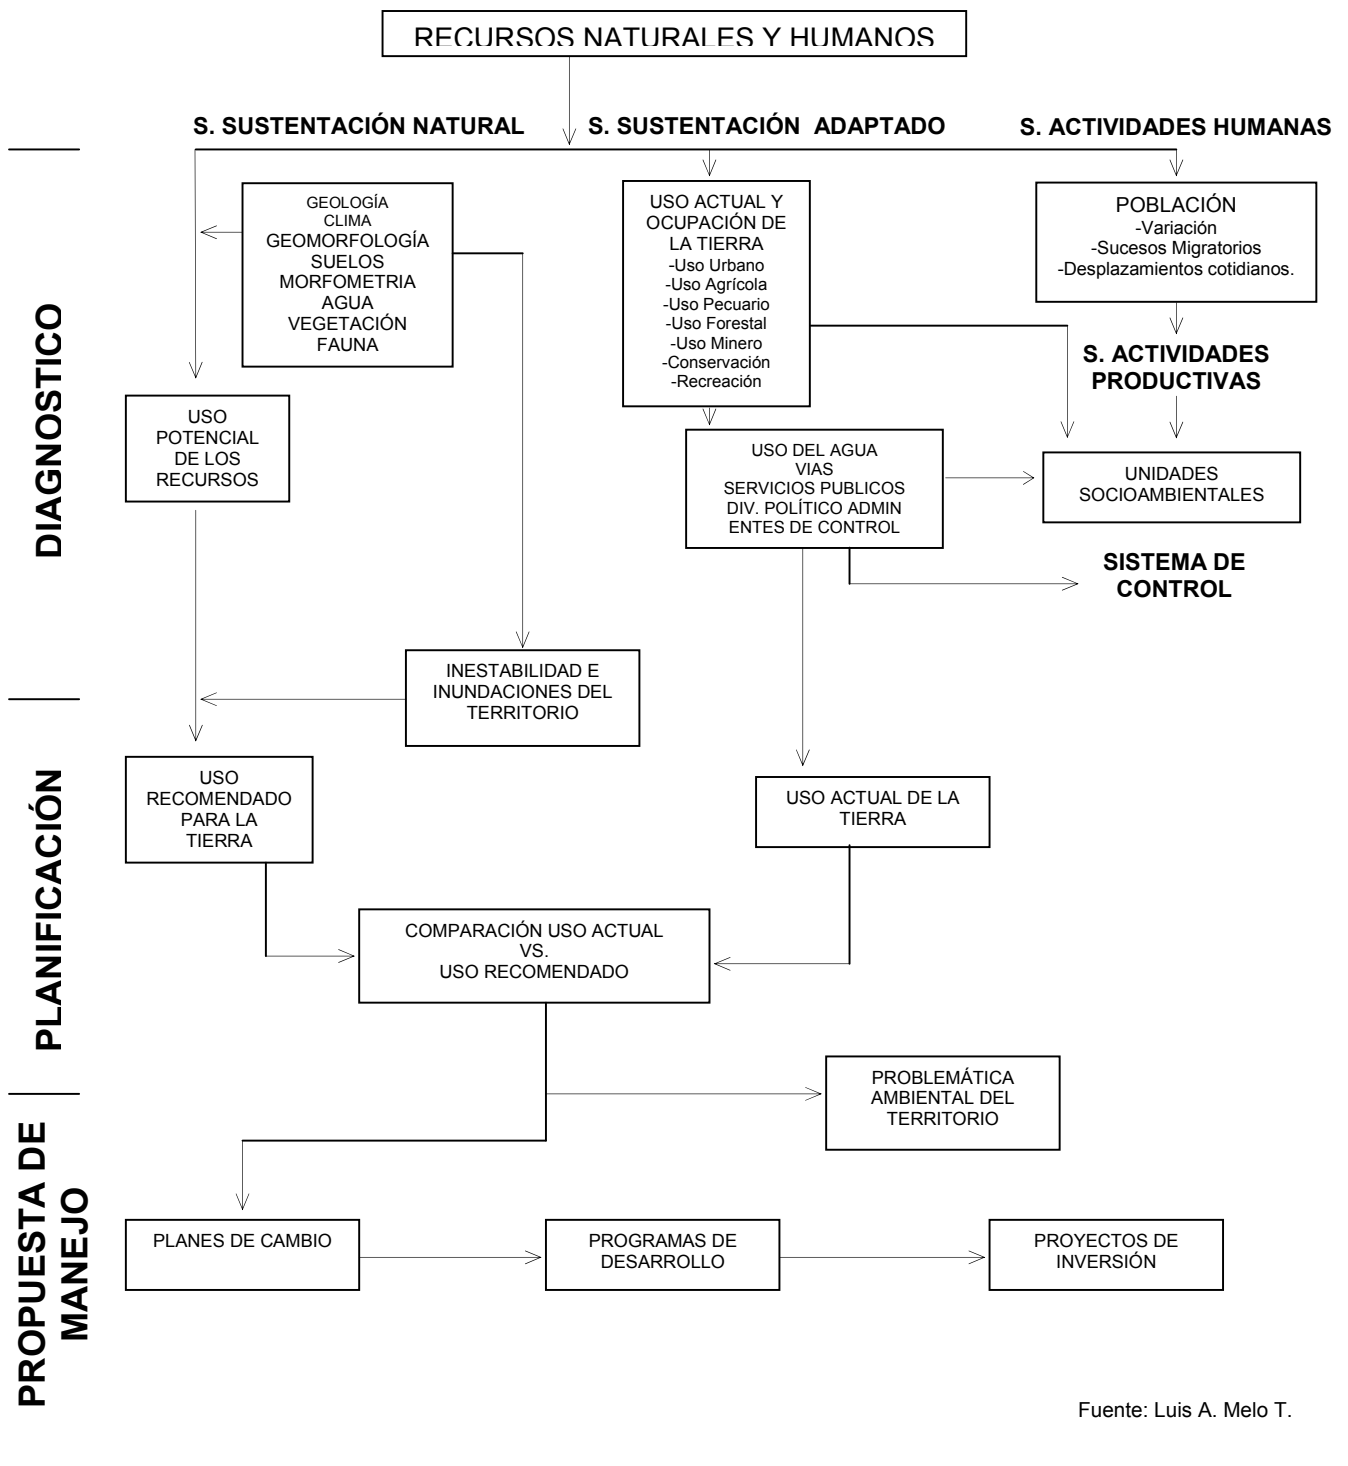 RECURSOS NATURALES Y HUMANOS
S. SUSTENTACIÓN NATURAL
S. SUSTENTACIÓN ADAPTADO
S. ACTIVIDADES HUMANAS
DIAGNOSTICO
GEOLOGÍA
CLIMA
GEOMORFOLOGÍA
SUELOS
MORFOMETRIA
AGUA
VEGETACIÓN
FAUNA
USO ACTUAL Y
OCUPACIÓN DE
LA TIERRA
-Uso Urbano
-Uso Agrícola
-Uso Pecuario
-Uso Forestal
-Uso Minero
-Conservación
-Recreación
POBLACIÓN
-Variación
-Sucesos Migratorios
-Desplazamientos cotidianos.
S. ACTIVIDADES
PRODUCTIVAS
USO
POTENCIAL
DE LOS
RECURSOS
USO DEL AGUA
VIAS
SERVICIOS PUBLICOS
DIV. POLÍTICO ADMIN
ENTES DE CONTROL
UNIDADES
SOCIOAMBIENTALES
SISTEMA DE
CONTROL
INESTABILIDAD E
INUNDACIONES DEL
TERRITORIO
PLANIFICACIÓN
USO
RECOMENDADO
PARA LA
TIERRA
USO ACTUAL DE LA
TIERRA
COMPARACIÓN USO ACTUAL
VS.
USO RECOMENDADO
PROBLEMÁTICA
AMBIENTAL DEL
TERRITORIO
PROPUESTA DE
MANEJO
PLANES DE CAMBIO
PROGRAMAS DE
DESARROLLO
PROYECTOS DE
INVERSIÓN
Fuente: Luis A. Melo T.